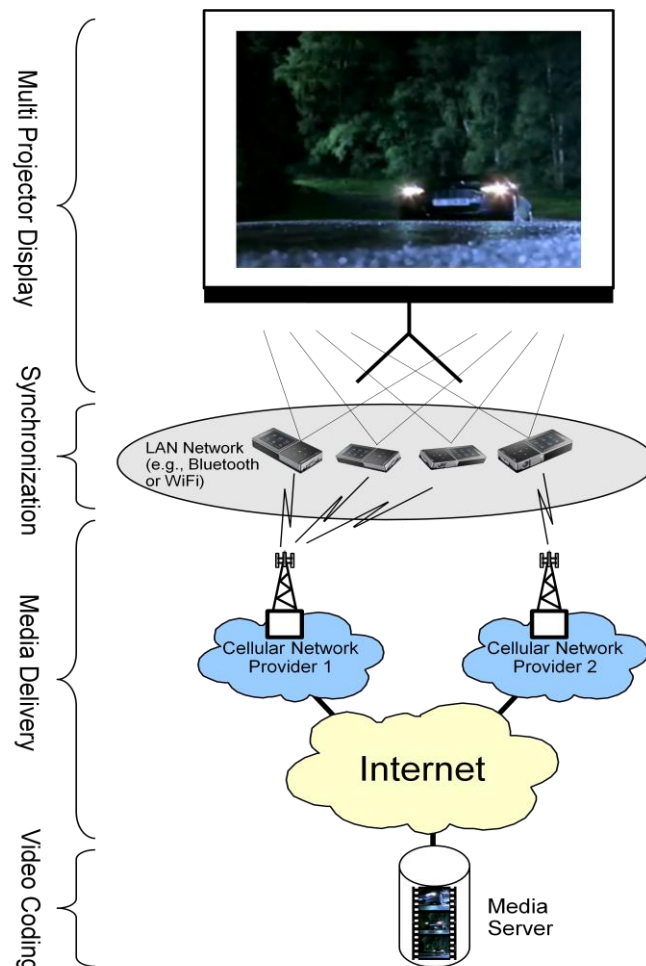 Multi Projector Display
Synchronization
LAN Network
(e.g., Bluetooth
or WiFi)
Media Delivery
Cellular Network
Provider 1
Cellular Network
Provider 2
Internet
Video Coding
Media
Server